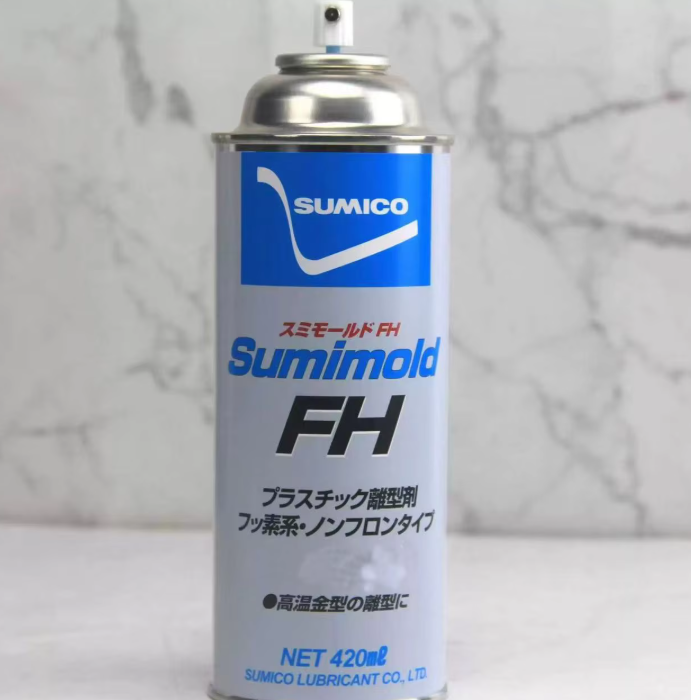 SUMICO
スミモールドFH
Sumimold
FH
プラスチック離型剤
フッ素系・ノンフロンタイプ
●高温金型の離型に
NET 420mℓ
SUMICO LUBRICANT CO., LTD.